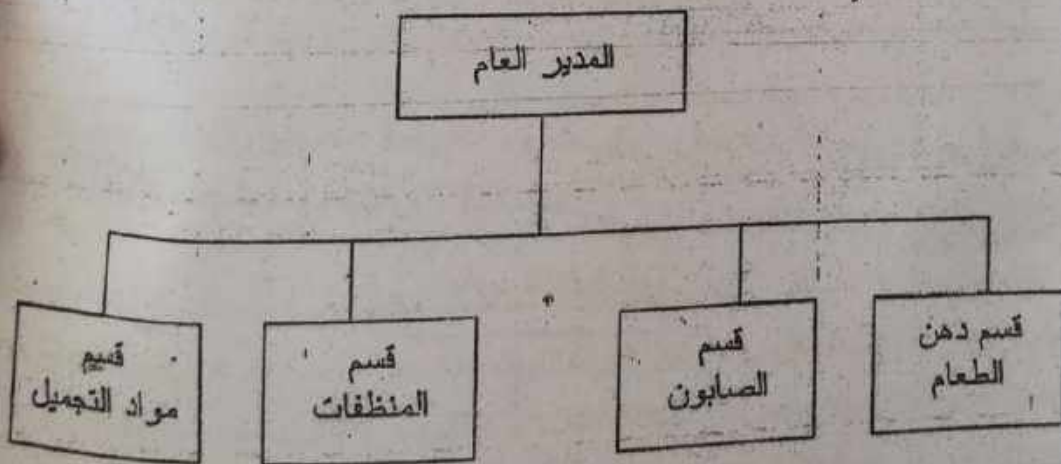 المدير العام
قسم دهن
الطعام
قسم
الصابون
قسم
المنظفات
قسم
مواد التجميل